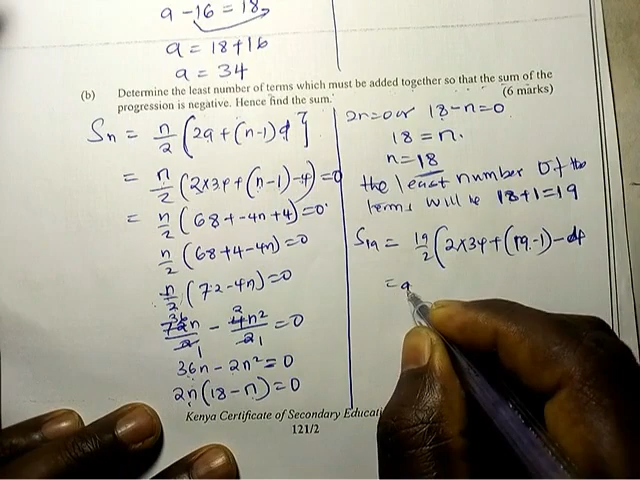 a - 16 = 18
a = 18+16
a = 34
(b) Determine the least number of terms which must be added together so that the sum of the
progression is negative. Hence find the sum.
(6 marks)
Sn = n/2 (2a + (n-1)d]
= n/2 (2x34+(n-1)-4)=0
= n/2 (68+-4n+4)=0
n/2 (68+4-4n)=0
n/2 (72-4n)=0
72n/2 - 4n²/2 = 0
36n - 2n² = 0
2n(18-n)=0
2n=0 or 18-n=0
18 = n.
n = 18
the least number of the
terms will be 18+1=19
S19 = 19/2 (2x34+(19-1)-4
= 9
Kenya Certificate of Secondary Educati
121/2